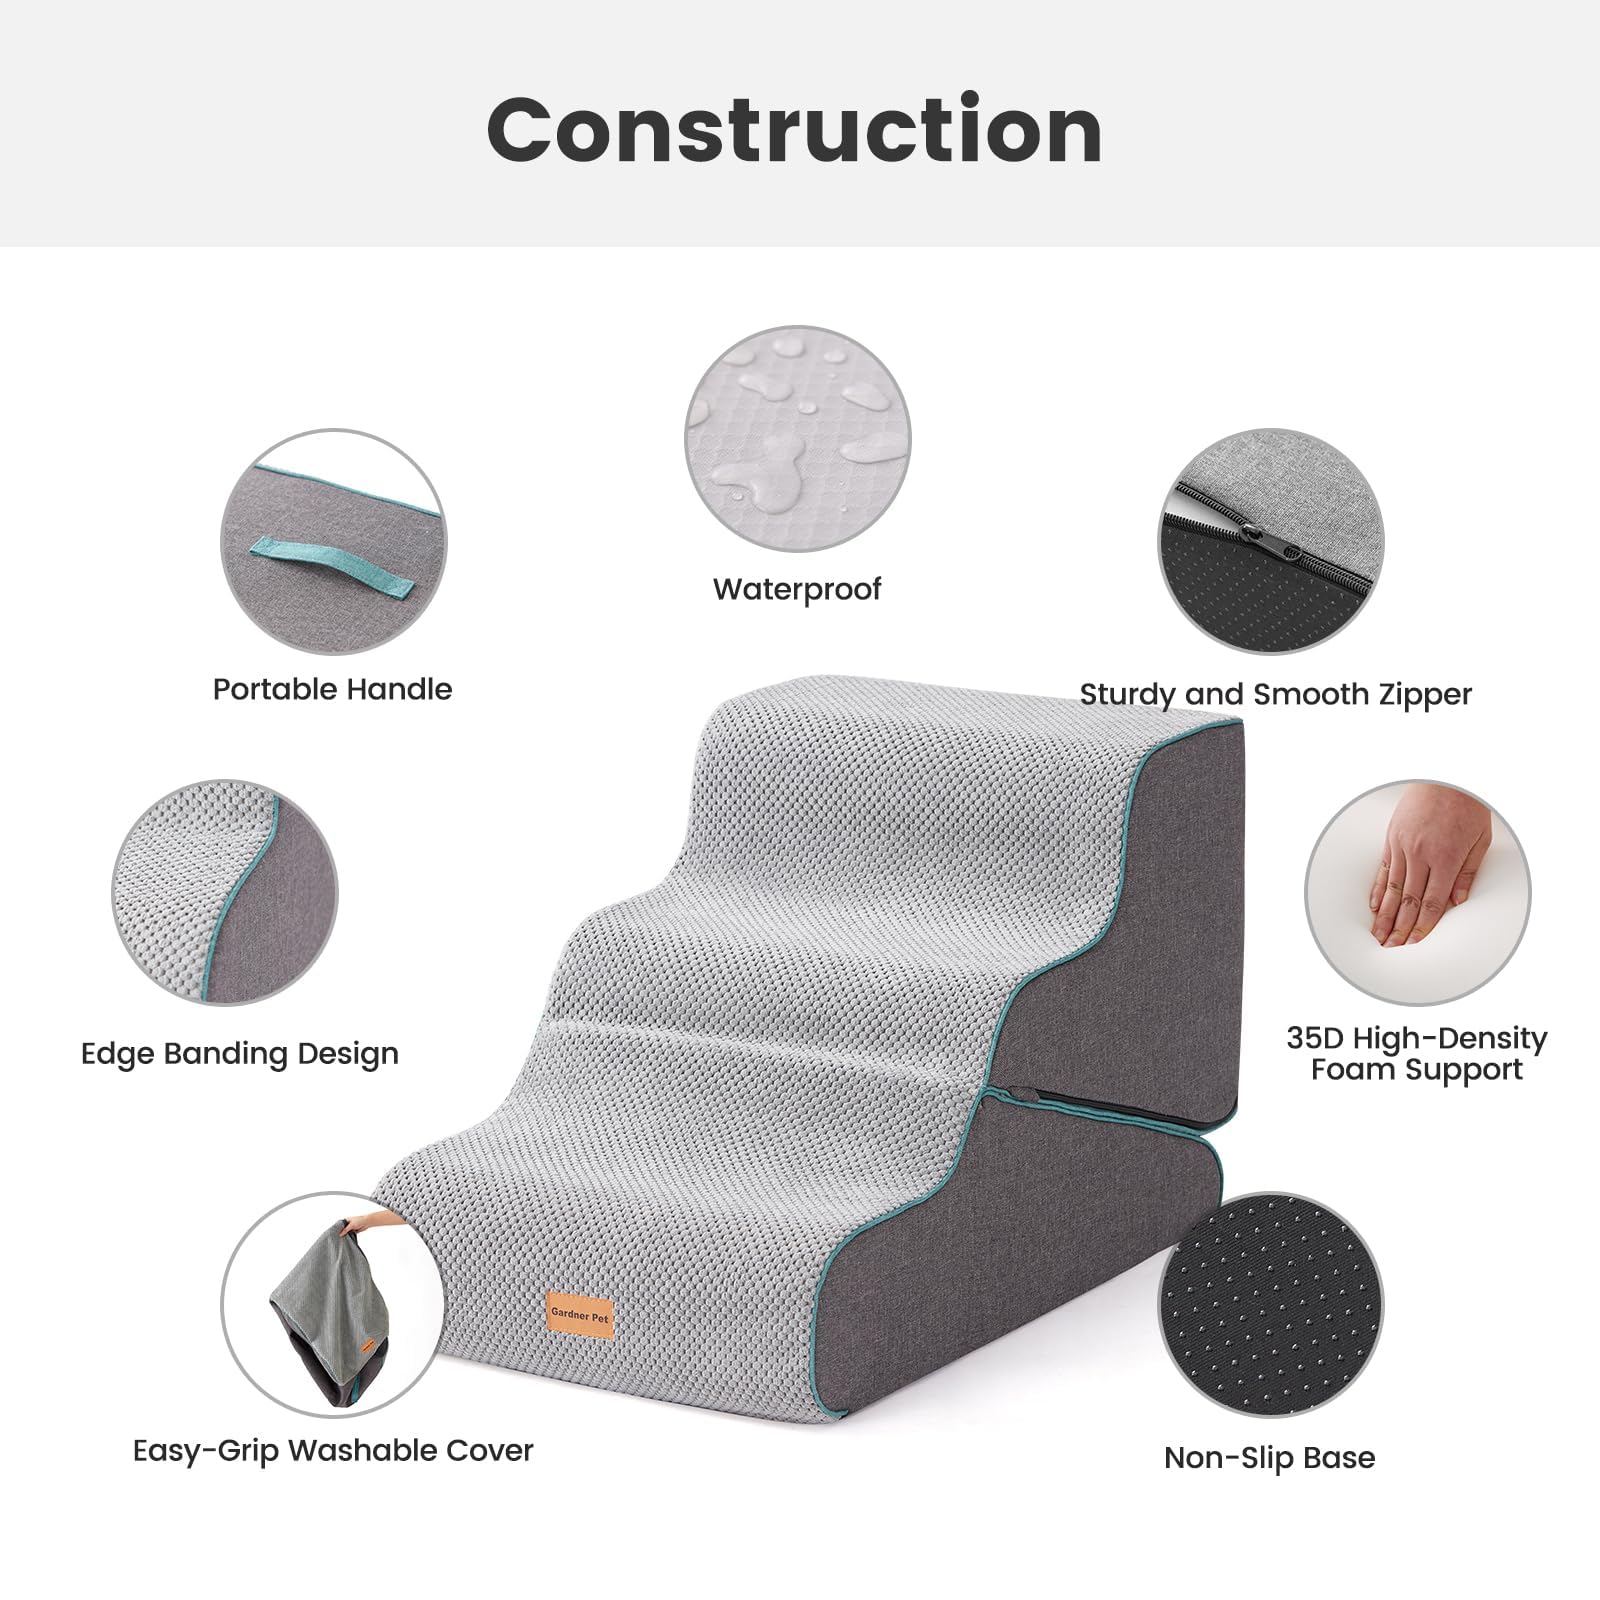 Construction
Waterproof
Portable Handle
Sturdy and Smooth Zipper
Edge Banding Design
35D High-Density
Foam Support
Gardner Pet
Easy-Grip Washable Cover
Non-Slip Base